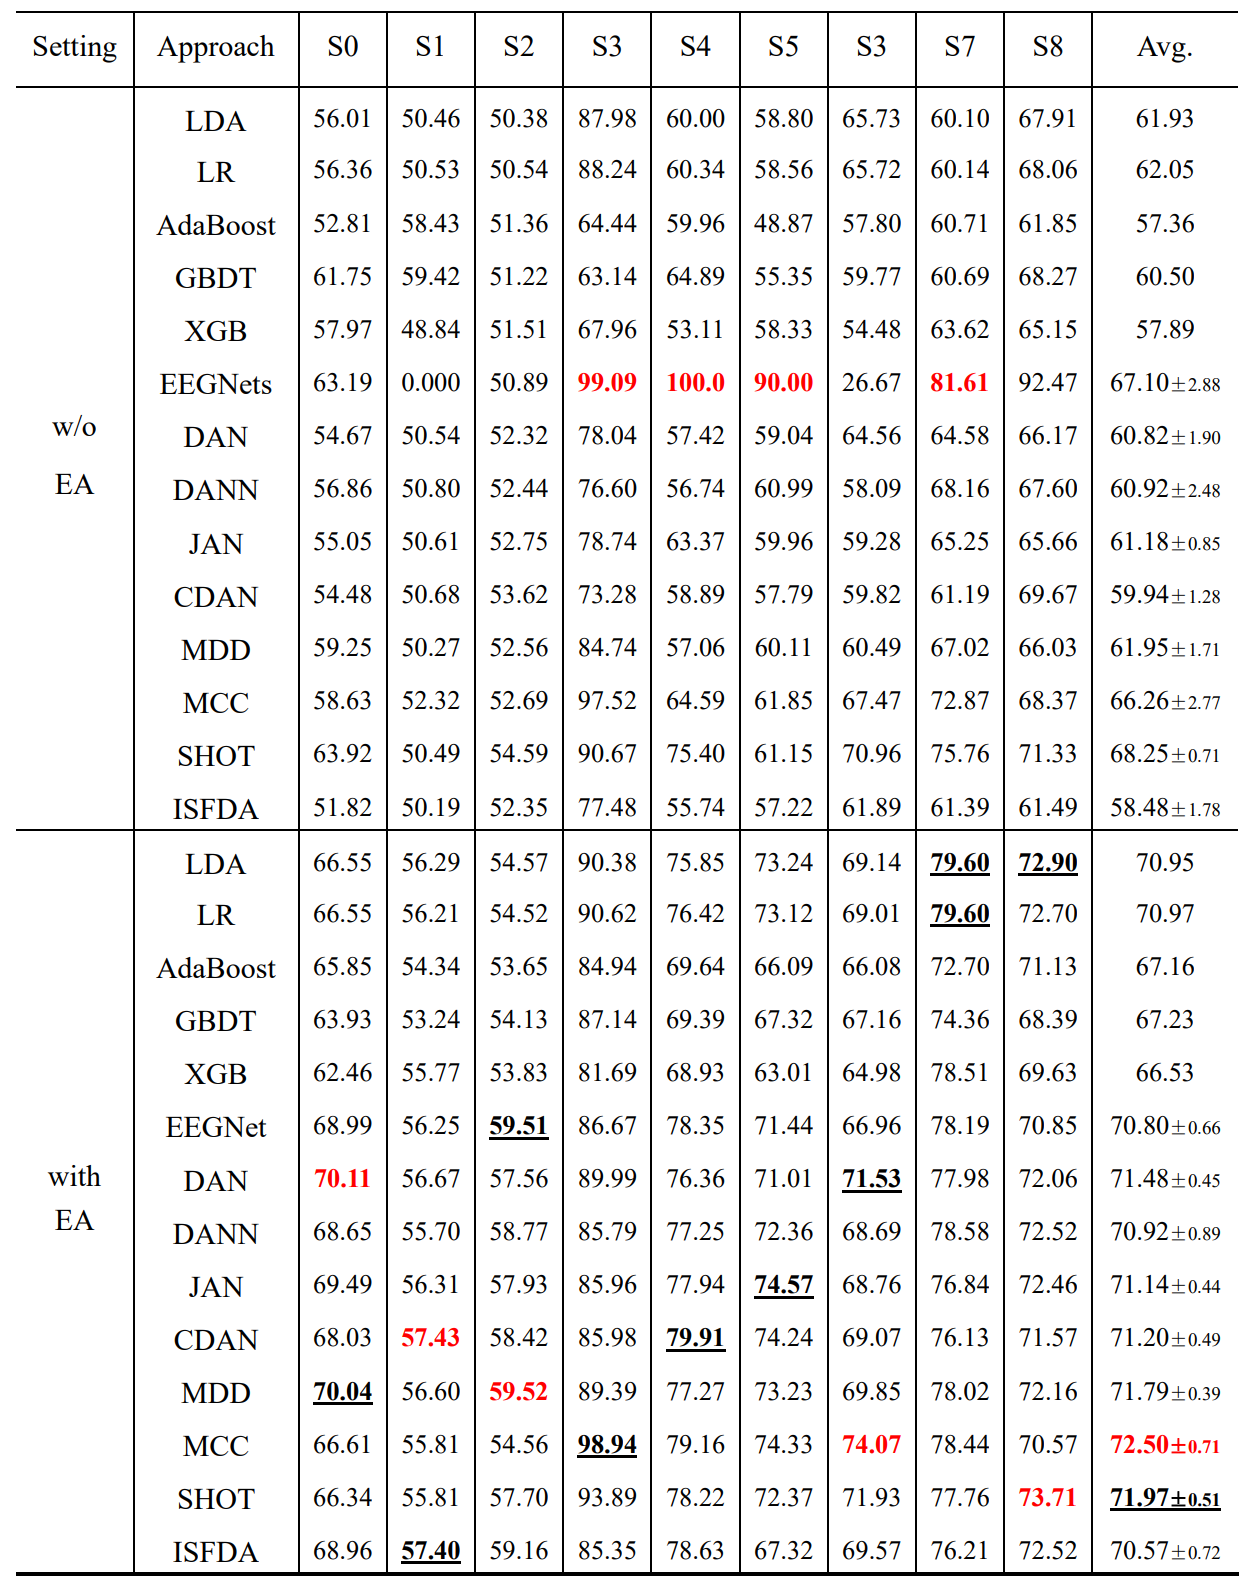 Setting Approach S0 S1 S2 S3 S4 S5 S3 S7 S8 Avg.
LDA 56.01 50.46 50.38 87.98 60.00 58.80 65.73 60.10 67.91 61.93
LR 56.36 50.53 50.54 88.24 60.34 58.56 65.72 60.14 68.06 62.05
AdaBoost 52.81 58.43 51.36 64.44 59.96 48.87 57.80 60.71 61.85 57.36
GBDT 61.75 59.42 51.22 63.14 64.89 55.35 59.77 60.69 68.27 60.50
XGB 57.97 48.84 51.51 67.96 53.11 58.33 54.48 63.62 65.15 57.89
EEGNets 63.19 0.000 50.89 99.09 100.0 90.00 26.67 81.61 92.47 67.10±2.88
w/o
DAN 54.67 50.54 52.32 78.04 57.42 59.04 64.56 64.58 66.17 60.82±1.90
EA
DANN 56.86 50.80 52.44 76.60 56.74 60.99 58.09 68.16 67.60 60.92±2.48
JAN 55.05 50.61 52.75 78.74 63.37 59.96 59.28 65.25 65.66 61.18±0.85
CDAN 54.48 50.68 53.62 73.28 58.89 57.79 59.82 61.19 69.67 59.94±1.28
MDD 59.25 50.27 52.56 84.74 57.06 60.11 60.49 67.02 66.03 61.95±1.71
MCC 58.63 52.32 52.69 97.52 64.59 61.85 67.47 72.87 68.37 66.26±2.77
SHOT 63.92 50.49 54.59 90.67 75.40 61.15 70.96 75.76 71.33 68.25±0.71
ISFDA 51.82 50.19 52.35 77.48 55.74 57.22 61.89 61.39 61.49 58.48±1.78
LDA 66.55 56.29 54.57 90.38 75.85 73.24 69.14 79.60 72.90 70.95
LR 66.55 56.21 54.52 90.62 76.42 73.12 69.01 79.60 72.70 70.97
AdaBoost 65.85 54.34 53.65 84.94 69.64 66.09 66.08 72.70 71.13 67.16
GBDT 63.93 53.24 54.13 87.14 69.39 67.32 67.16 74.36 68.39 67.23
XGB 62.46 55.77 53.83 81.69 68.93 63.01 64.98 78.51 69.63 66.53
EEGNet 68.99 56.25 59.51 86.67 78.35 71.44 66.96 78.19 70.85 70.80±0.66
with
DAN 70.11 56.67 57.56 89.99 76.36 71.01 71.53 77.98 72.06 71.48±0.45
EA
DANN 68.65 55.70 58.77 85.79 77.25 72.36 68.69 78.58 72.52 70.92±0.89
JAN 69.49 56.31 57.93 85.96 77.94 74.57 68.76 76.84 72.46 71.14±0.44
CDAN 68.03 57.43 58.42 85.98 79.91 74.24 69.07 76.13 71.57 71.20±0.49
MDD 70.04 56.60 59.52 89.39 77.27 73.23 69.85 78.02 72.16 71.79±0.39
MCC 66.61 55.81 54.56 98.94 79.16 74.33 74.07 78.44 70.57 72.50±0.71
SHOT 66.34 55.81 57.70 93.89 78.22 72.37 71.93 77.76 73.71 71.97±0.51
ISFDA 68.96 57.40 59.16 85.35 78.63 67.32 69.57 76.21 72.52 70.57±0.72